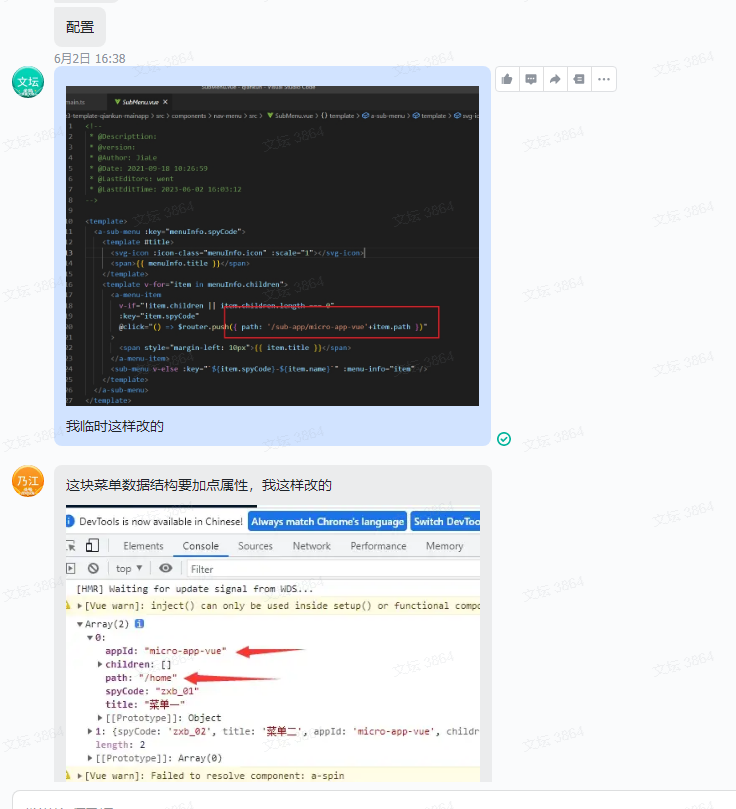 配置
6月2日 16:38
文坛
SubMenu.vue - qiankun - Visual Studio Code
main.ts
SubMenu.vue ×
3-template-qiankun-mainapp > src > components > nav-menu > src > SubMenu.vue > {} template > a-sub-menu > template > svg-ic
1 <!--
2 * @Descripttion:
3 * @version:
4 * @Author: JiaLe
5 * @Date: 2021-09-18 10:26:59
6 * @LastEditors: went
7 * @LastEditTime: 2023-06-02 16:03:12
8 -->
9
10 <template>
11 <a-sub-menu :key="menuInfo.spyCode">
12 <template #title>
13 <svg-icon :icon-class="menuInfo.icon" :scale="1"></svg-icon>
14 <span>{{ menuInfo.title }}</span>
15 </template>
16 <template v-for="item in menuInfo.children">
17 <a-menu-item
18 v-if="!item.children || item.children.length === 0"
19 :key="item.spyCode"
20 @click="() => $router.push({ path: '/sub-app/micro-app-vue'+item.path })"
21 >
22 <span style="margin-left: 10px">{{ item.title }}</span>
23 </a-menu-item>
24 <sub-menu v-else :key="`${item.spyCode}-${item.name}`" :menu-info="item" />
25 </template>
26 </a-sub-menu>
27 </template>
我临时这样改的
乃江
这块菜单数据结构要加点属性，我这样改的
DevTools is now available in Chinese! Always match Chrome's language Switch DevToo
Elements Console Sources Network Performance Memory
top ▼ Filter
[HMR] Waiting for update signal from WDS...
[Vue warn]: inject() can only be used inside setup() or functional compo
Array(2)
0:
appId: "micro-app-vue"
children: []
path: "/home"
spyCode: "zxb_01"
title: "菜单一"
[[Prototype]]: Object
1: {spyCode: 'zxb_02', title: '菜单二', appId: 'micro-app-vue', childr
length: 2
[[Prototype]]: Array(0)
[Vue warn]: Failed to resolve component: a-spin
文坛 3864